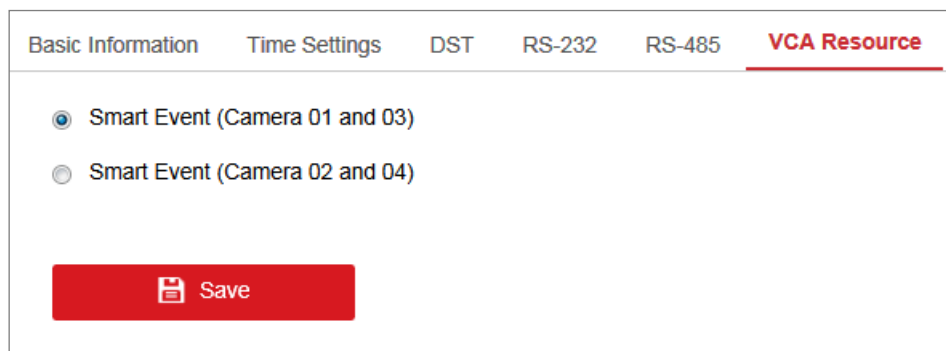 Basic Information Time Settings DST RS-232 RS-485 VCA Resource
Smart Event (Camera 01 and 03)
Smart Event (Camera 02 and 04)
Save